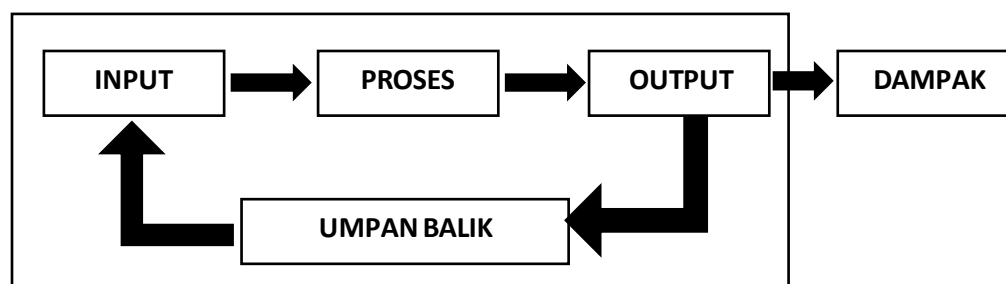 INPUT
PROSES
OUTPUT
DAMPAK
UMPAN BALIK